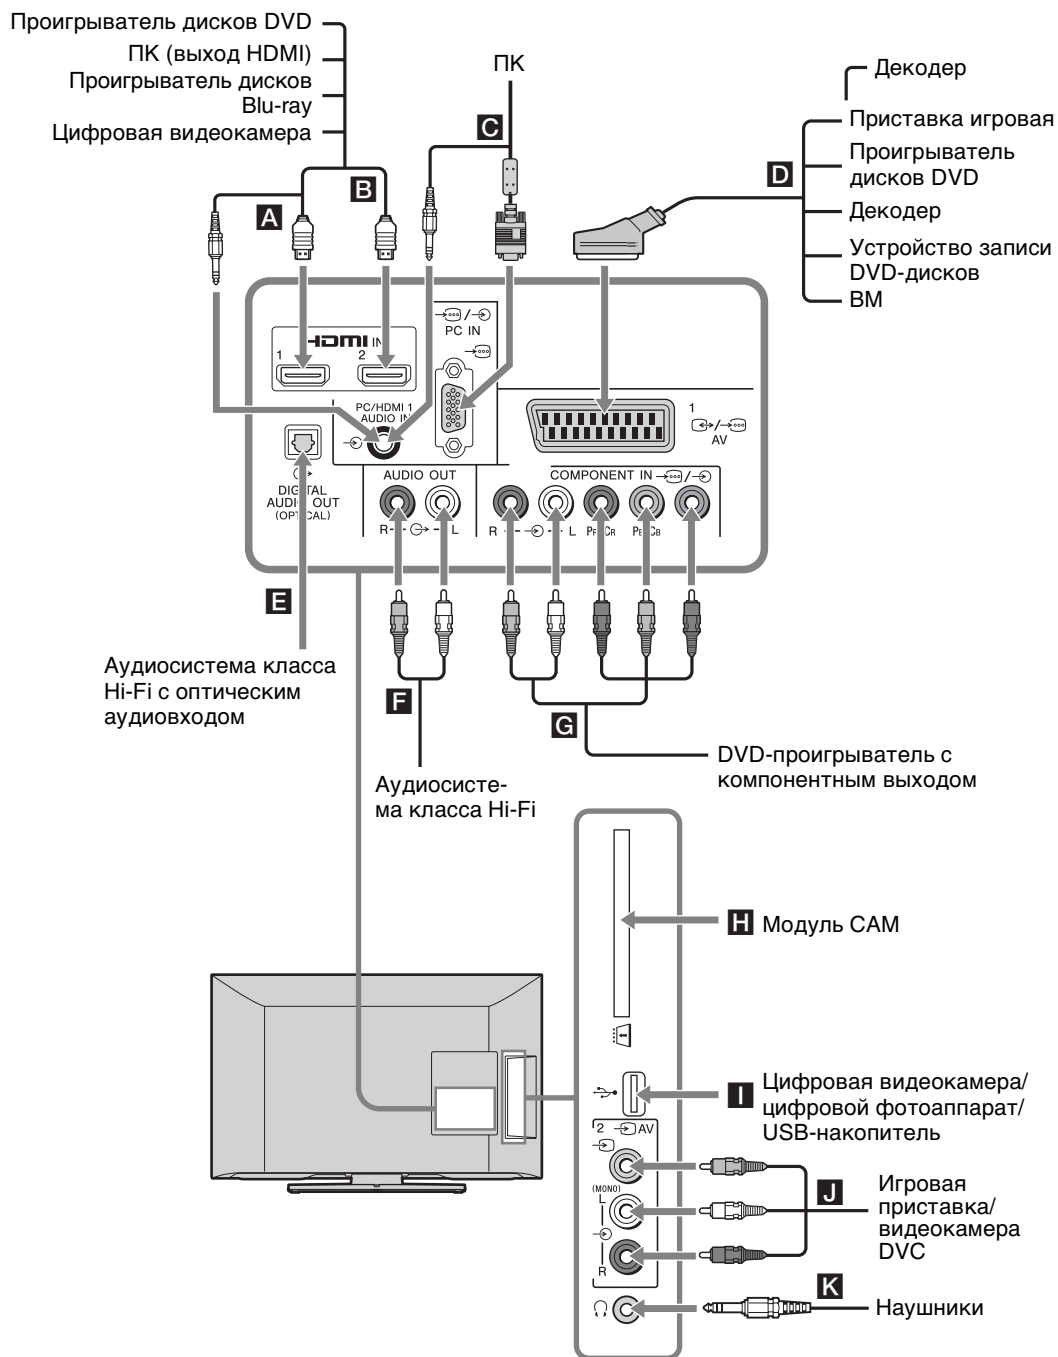 Проигрыватель дисков DVD
ПК (выход HDMI)
Проигрыватель дисков
Blu-ray
Цифровая видеокамера
ПК
Декодер
Приставка игровая
Проигрыватель
дисков DVD
Декодер
Устройство записи
DVD-дисков
ВМ
A
B
C
D
HDMI IN
1
2
PC IN
PC/HDMI 1
AUDIO IN
1
AV
DIGITAL
AUDIO OUT
(OPTICAL)
AUDIO OUT
R
L
COMPONENT IN
R
L
E
Аудиосистема класса
Hi-Fi с оптическим
аудиовходом
F
Аудиосисте-
ма класса Hi-Fi
G
DVD-проигрыватель с
компонентным выходом
H Модуль CAM
I Цифровая видеокамера/
цифровой фотоаппарат/
USB-накопитель
2 AV
(MONO)
L
R
J Игровая
приставка/
видеокамера
DVC
K Наушники